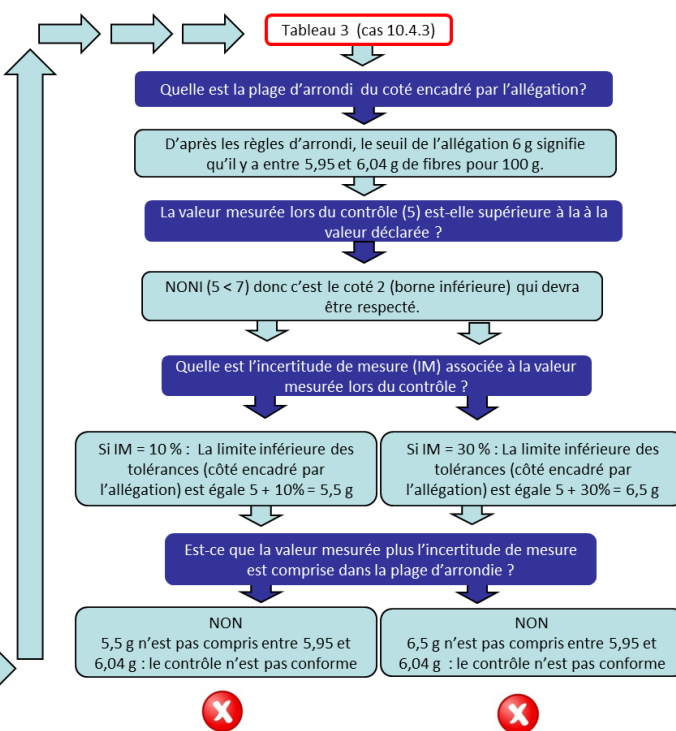 Tableau 3 (cas 10.4.3)
Quelle est la plage d'arrondi du coté encadré par l'allégation?
D'après les règles d'arrondi, le seuil de l'allégation 6 g signifie
qu'il y a entre 5,95 et 6,04 g de fibres pour 100 g.
La valeur mesurée lors du contrôle (5) est-elle supérieure à la à la
valeur déclarée ?
NONI (5 < 7) donc c'est le coté 2 (borne inférieure) qui devra
être respecté.
Quelle est l'incertitude de mesure (IM) associée à la valeur
mesurée lors du contrôle ?
Si IM = 10 % : La limite inférieure des
tolérances (côté encadré par
l'allégation) est égale 5 + 10% = 5,5 g
Si IM = 30 % : La limite inférieure des
tolérances (côté encadré par
l'allégation) est égale 5 + 30% = 6,5 g
Est-ce que la valeur mesurée plus l'incertitude de mesure
est comprise dans la plage d'arrondie ?
NON
5,5 g n'est pas compris entre 5,95 et
6,04 g : le contrôle n'est pas conforme
NON
6,5 g n'est pas compris entre 5,95 et
6,04 g : le contrôle n'est pas conforme